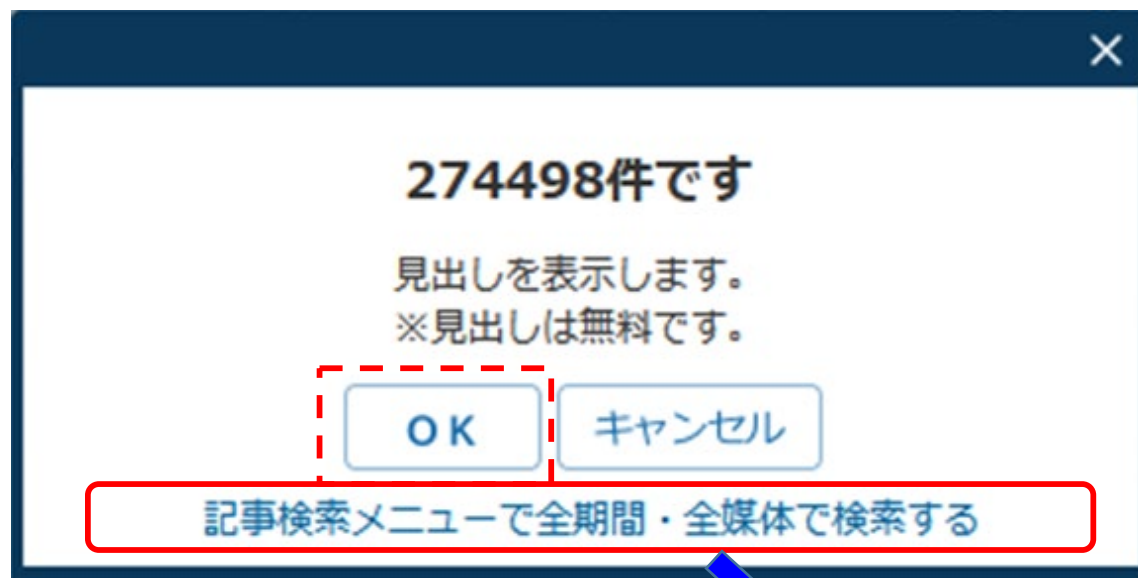 ×
274498件です
見出しを表示します。
※見出しは無料です。
OK キャンセル
記事検索メニューで全期間・全媒体で検索する